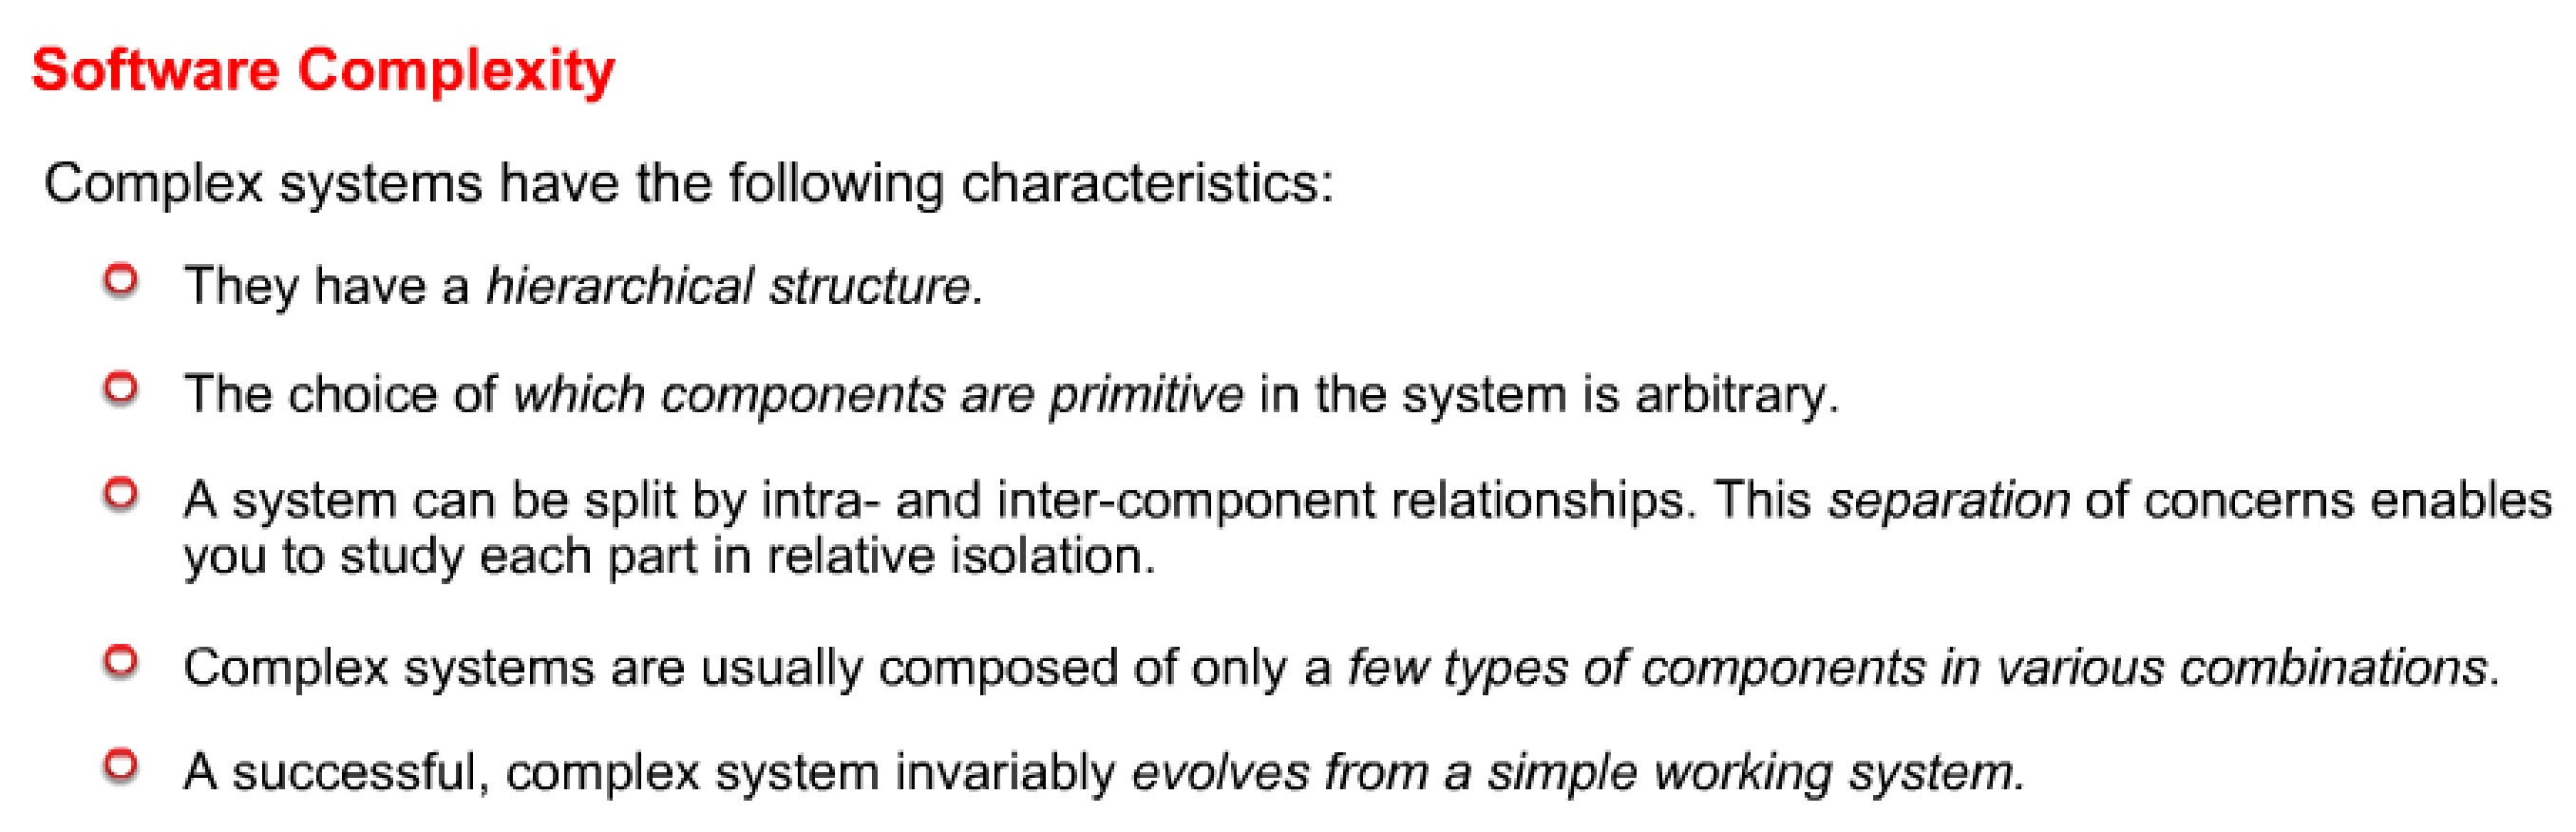 Software Complexity
Complex systems have the following characteristics:
They have a hierarchical structure.
The choice of which components are primitive in the system is arbitrary.
A system can be split by intra- and inter-component relationships. This separation of concerns enables
you to study each part in relative isolation.
Complex systems are usually composed of only a few types of components in various combinations.
A successful, complex system invariably evolves from a simple working system.